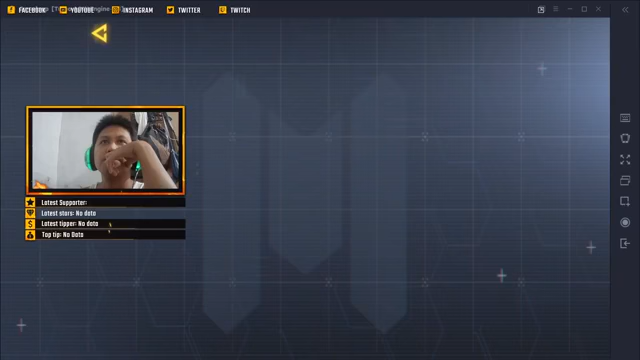 FACEBOOK YOUTUBE INSTAGRAM TWITTER TWITCH
Latest Supporter:
Latest stars: No data
Latest tipper: No data
Top tip: No Data